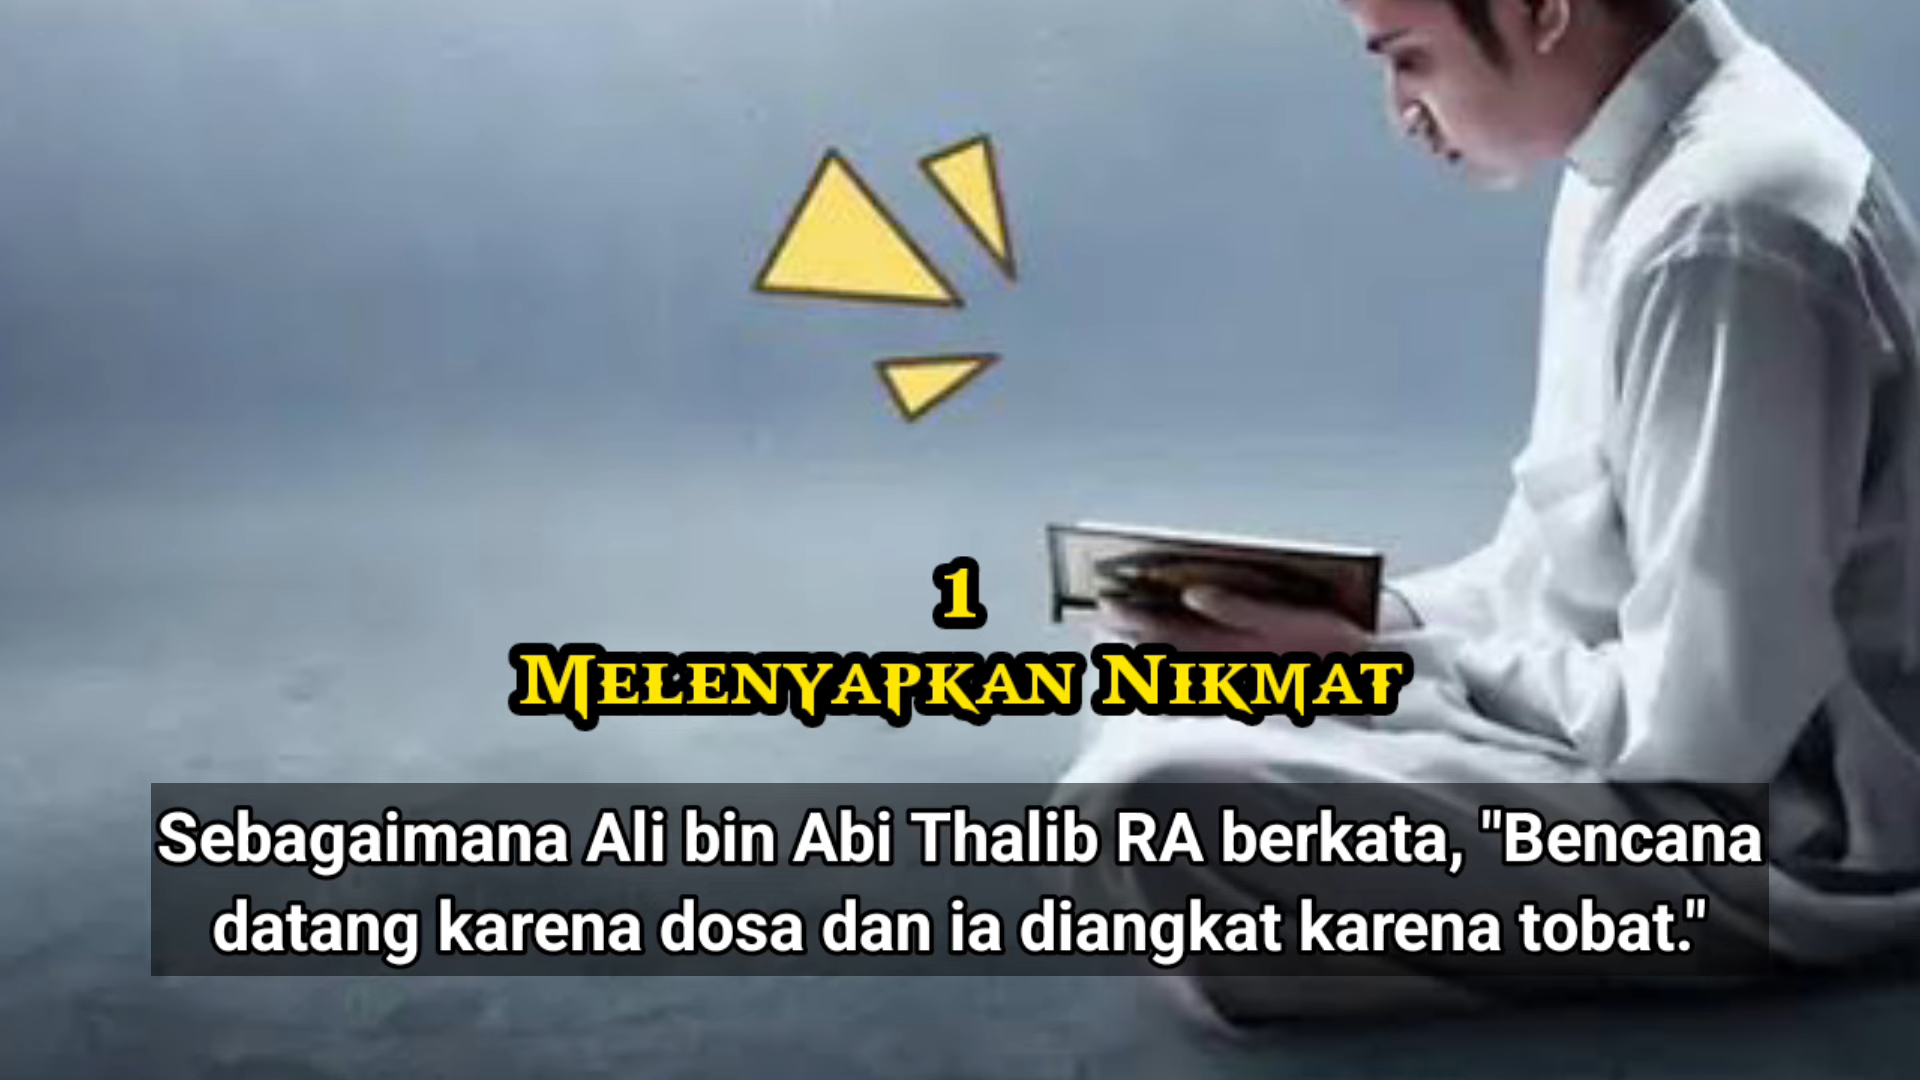 1
Melenyapkan Nikmat
Sebagaimana Ali bin Abi Thalib RA berkata, "Bencana
datang karena dosa dan ia diangkat karena tobat."